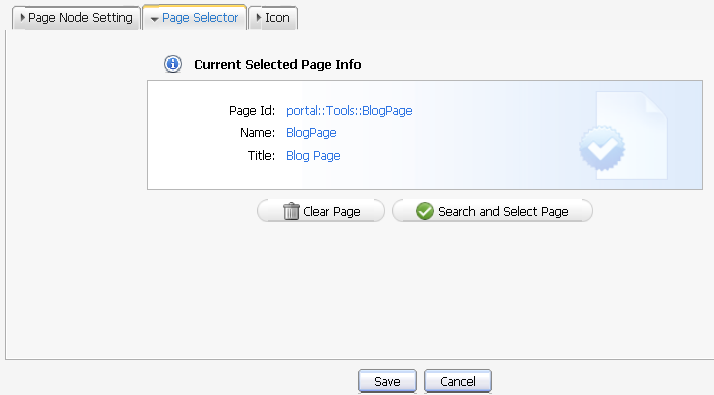 Page Node Setting Page Selector Icon
Current Selected Page Info
Page Id: portal::Tools::BlogPage
Name: BlogPage
Title: Blog Page
Clear Page Search and Select Page
Save Cancel